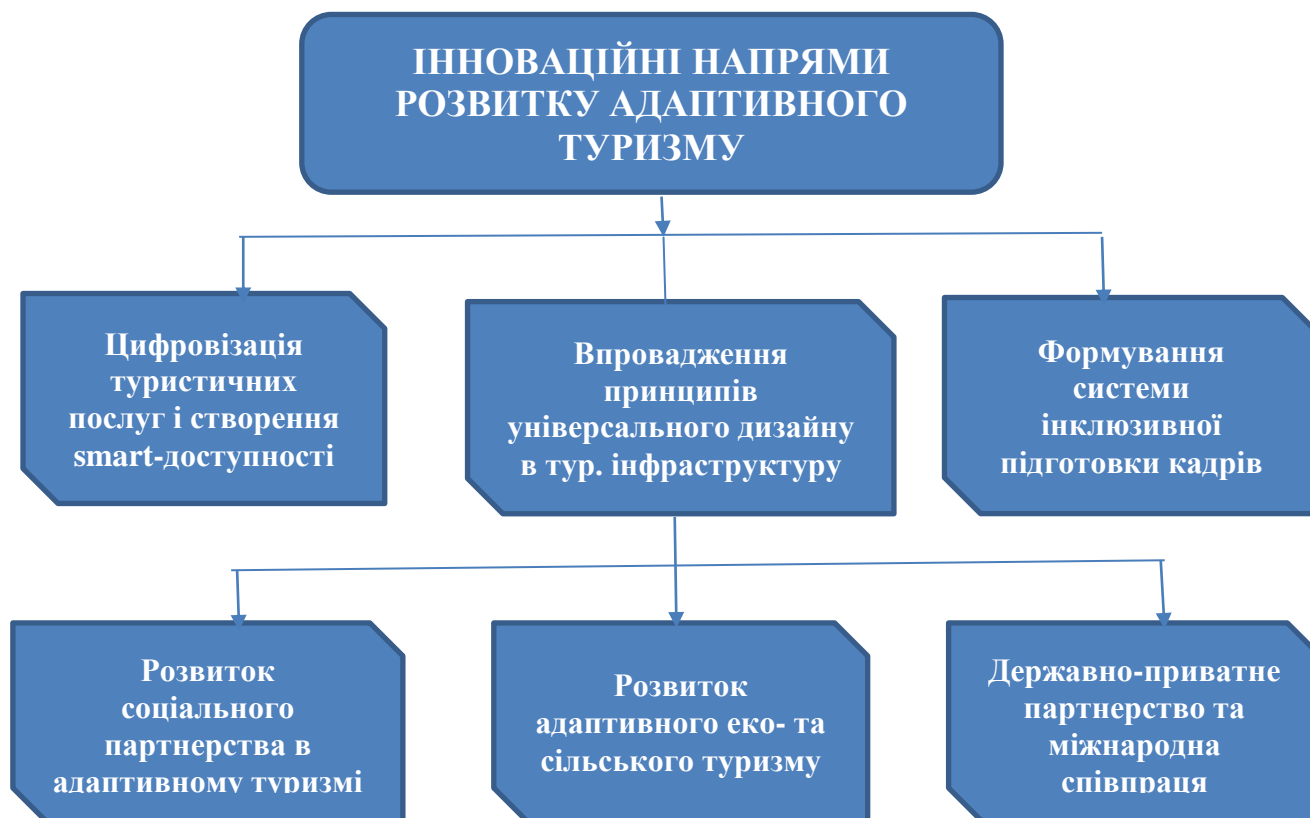 ІННОВАЦІЙНІ НАПРЯМИ
РОЗВИТКУ АДАПТИВНОГО
ТУРИЗМУ
Цифровізація
туристичних
послуг і створення
smart-доступності
Впровадження
принципів
універсального дизайну
в тур. інфраструктуру
Формування
системи
інклюзивної
підготовки кадрів
Розвиток
соціального
партнерства в
адаптивному туризмі
Розвиток
адаптивного еко- та
сільського туризму
Державно-приватне
партнерство та
міжнародна
співпраця